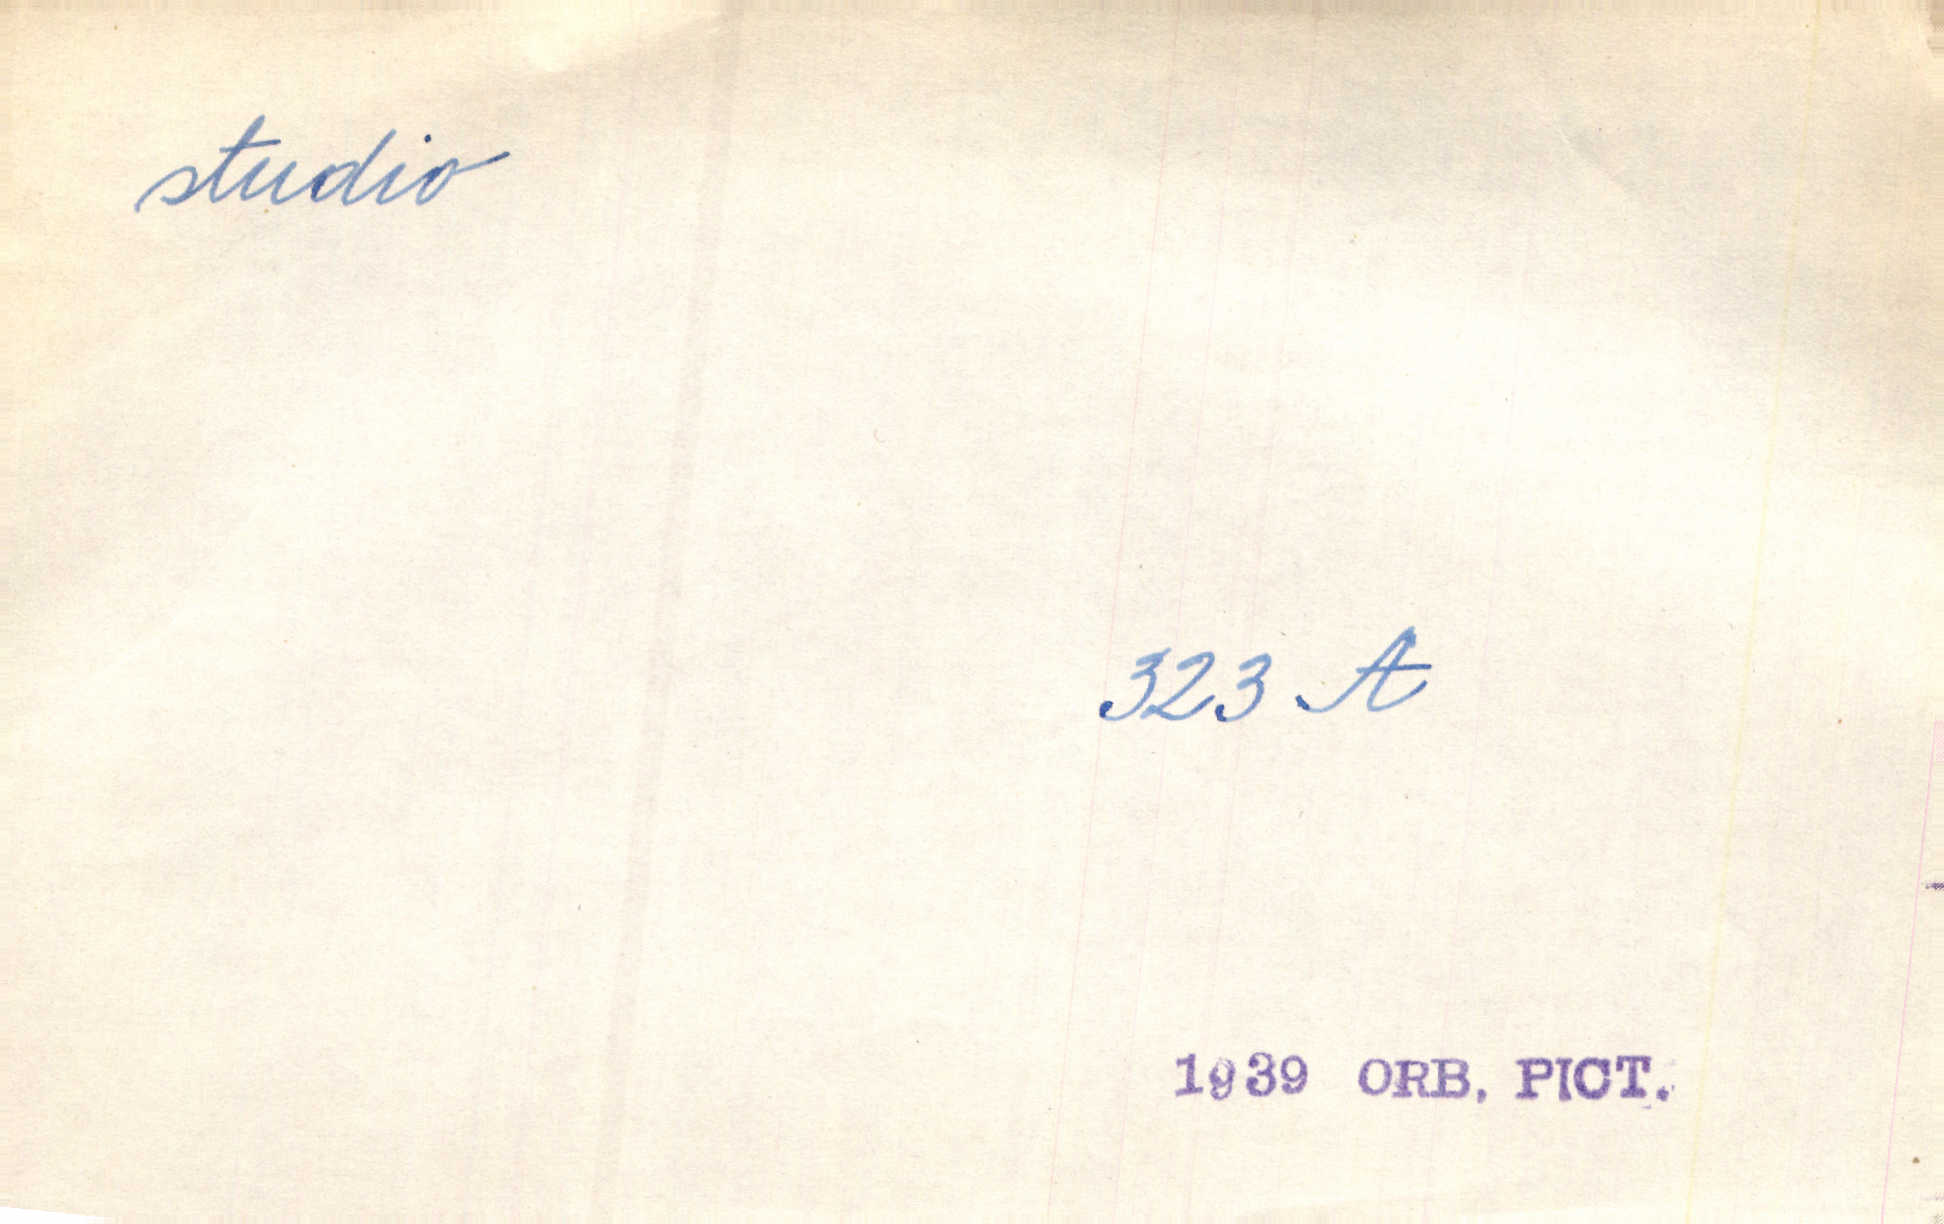 studio
323 A
1939 ORB. PICT.